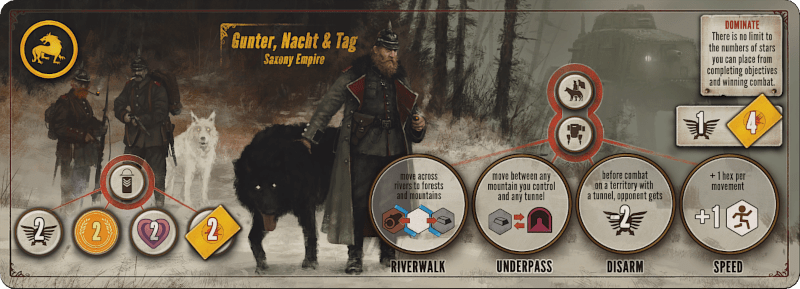 Gunter, Nacht & Tag
Saxony Empire
DOMINATE
There is no limit to
the numbers of stars
you can place from
completing objectives
and winning combat.
1
4
2
2
2
2
move across
rivers to forests
and mountains
RIVERWALK
move between any
mountain you control
and any tunnel
UNDERPASS
before combat
on a territory with
a tunnel, opponent gets
2
DISARM
+ 1 hex per
movement
+1
SPEED